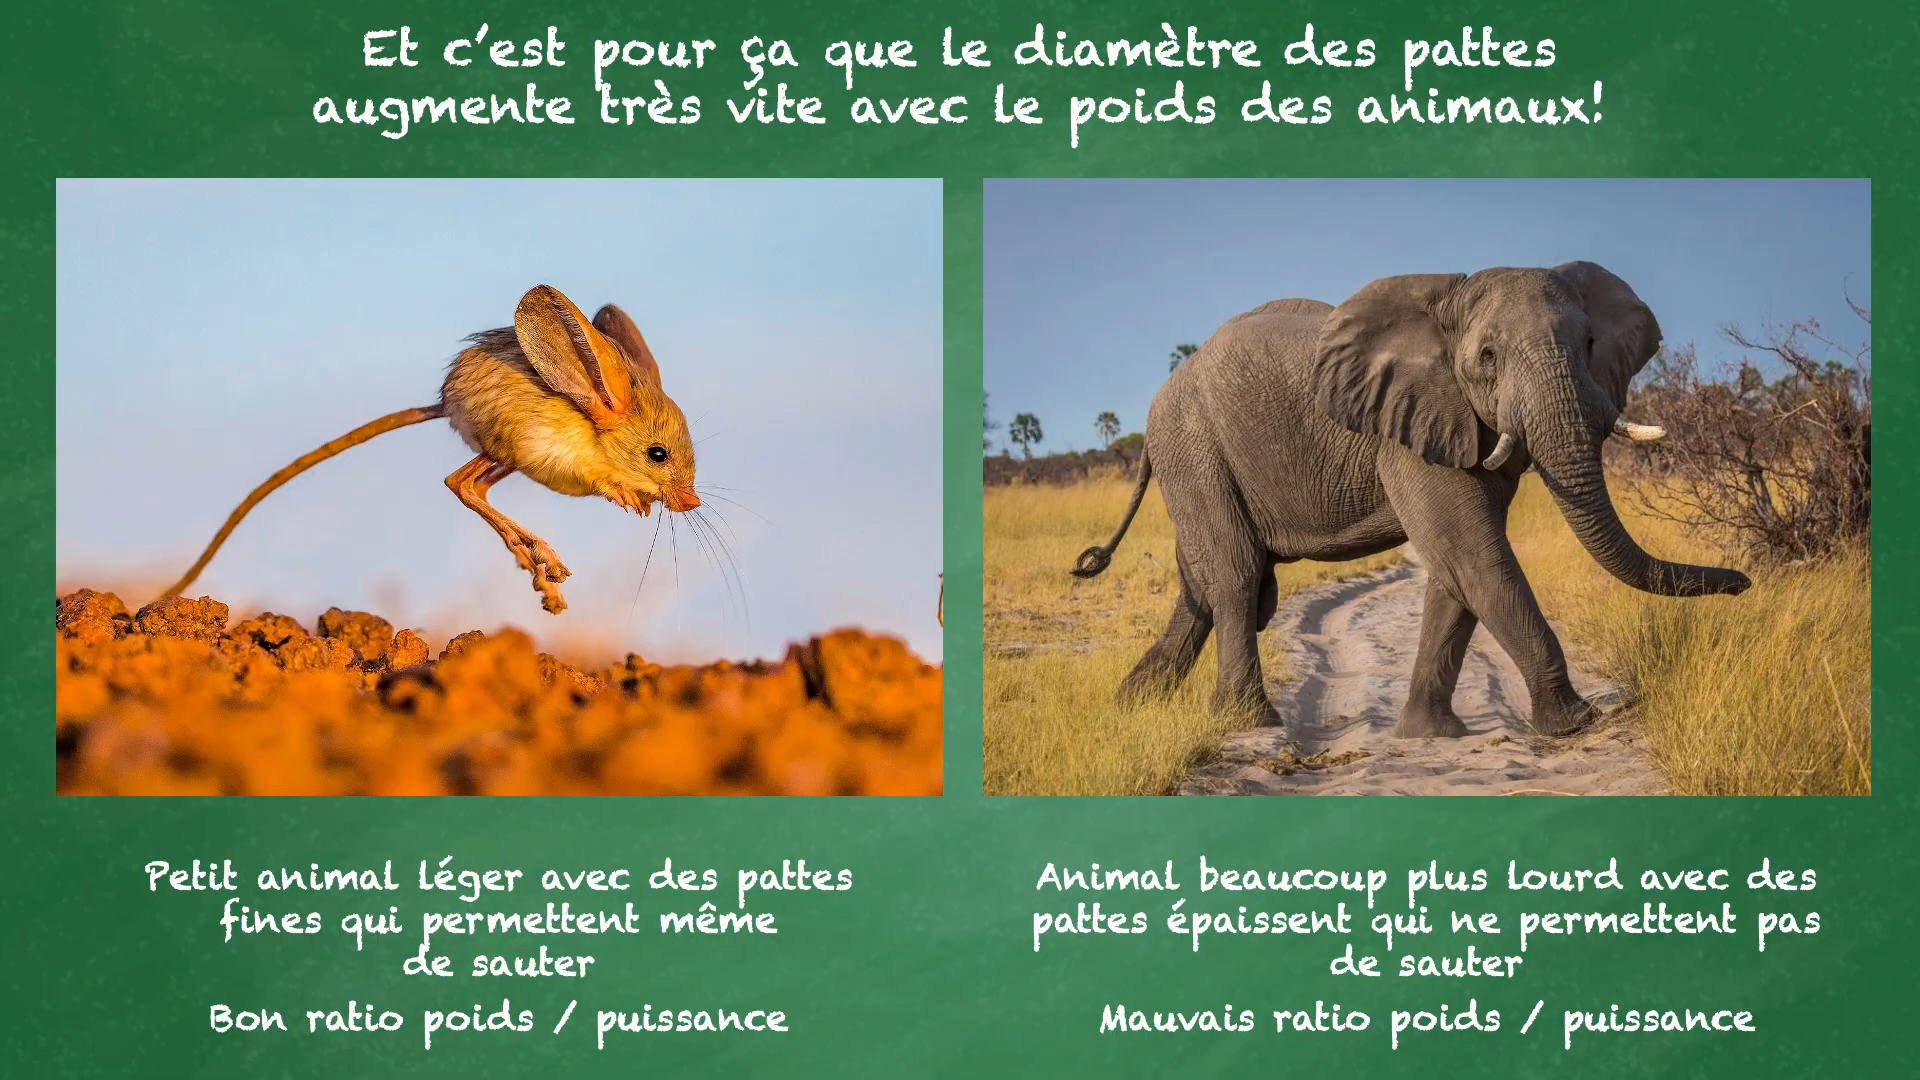 Et c'est pour ça que le diamètre des pattes
augmente très vite avec le poids des animaux!
Petit animal léger avec des pattes
fines qui permettent même
de sauter
Bon ratio poids / puissance
Animal beaucoup plus lourd avec des
pattes épaissent qui ne permettent pas
de sauter
Mauvais ratio poids / puissance